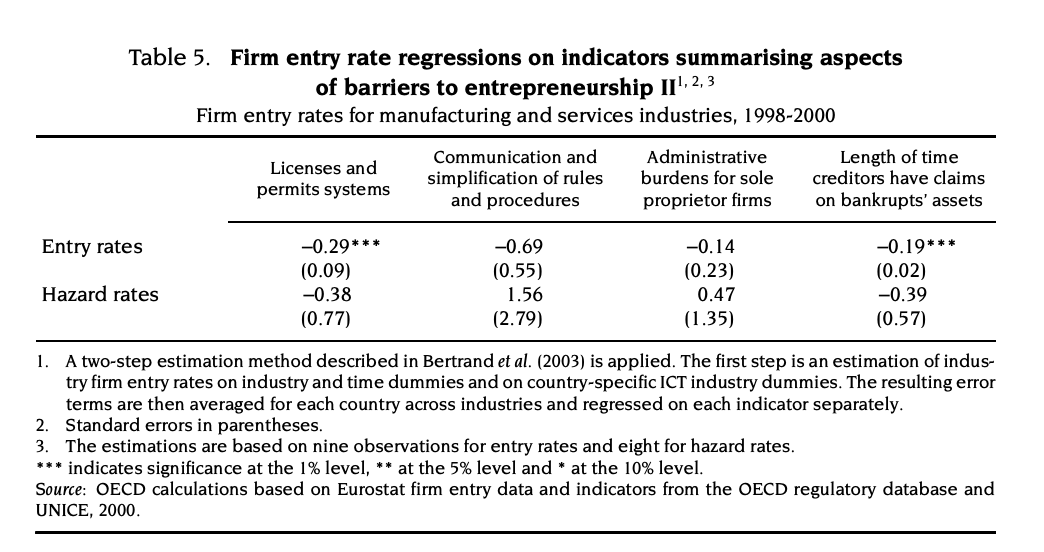 Table 5. Firm entry rate regressions on indicators summarising aspects
of barriers to entrepreneurship II1, 2, 3
Firm entry rates for manufacturing and services industries, 1998-2000
Licenses and permits systems
Communication and simplification of rules and procedures
Administrative burdens for sole proprietor firms
Length of time creditors have claims on bankrupts’ assets
Entry rates –0.29*** –0.69 –0.14 –0.19***
(0.09) (0.55) (0.23) (0.02)
Hazard rates –0.38 1.56 0.47 –0.39
(0.77) (2.79) (1.35) (0.57)
1. A two-step estimation method described in Bertrand et al. (2003) is applied. The first step is an estimation of indus-
try firm entry rates on industry and time dummies and on country-specific ICT industry dummies. The resulting error
terms are then averaged for each country across industries and regressed on each indicator separately.
2. Standard errors in parentheses.
3. The estimations are based on nine observations for entry rates and eight for hazard rates.
*** indicates significance at the 1% level, ** at the 5% level and * at the 10% level.
Source: OECD calculations based on Eurostat firm entry data and indicators from the OECD regulatory database and
UNICE, 2000.